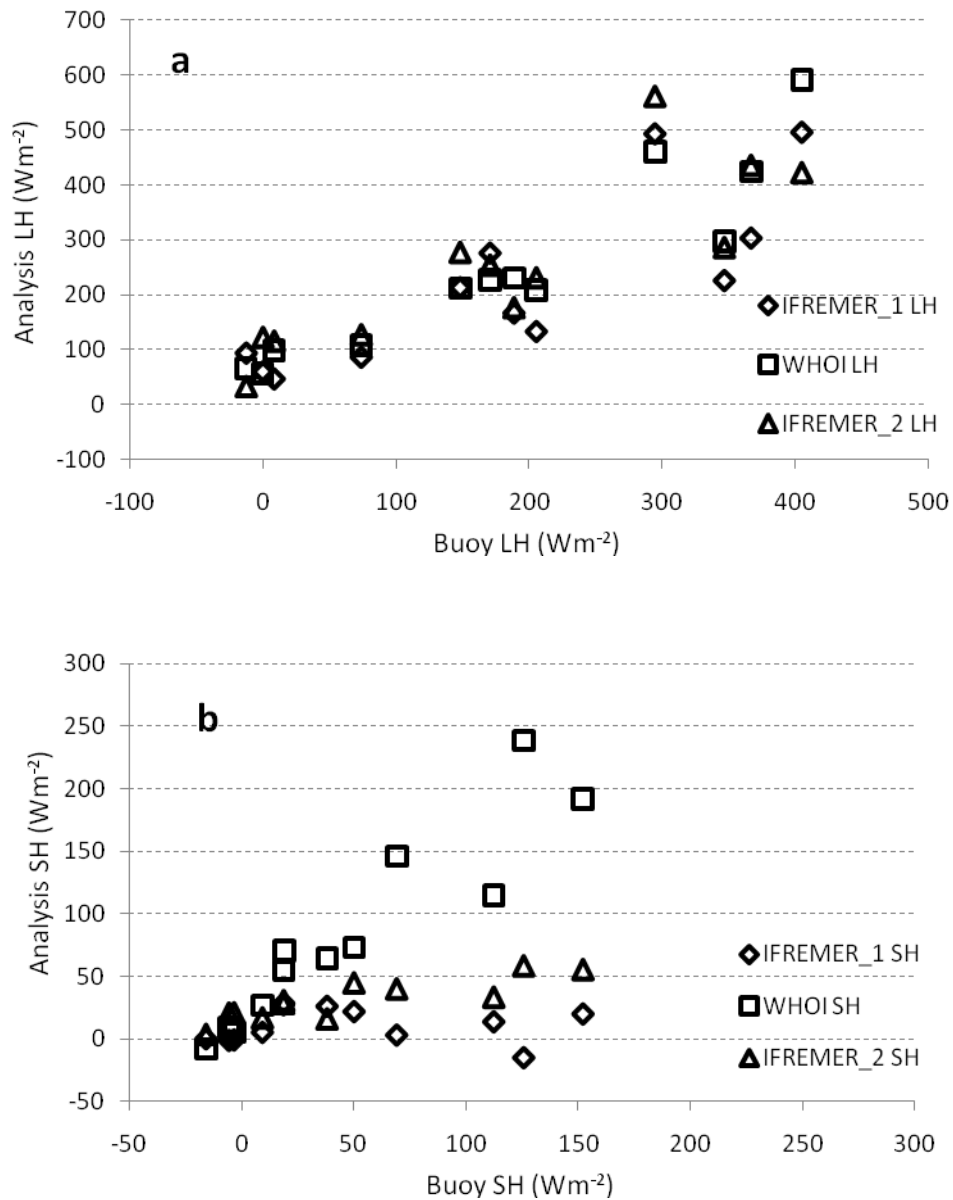 700
600
500
400
300
200
100
0
-100
a
Analysis LH (Wm⁻²)
IFREMER_1 LH
WHOI LH
IFREMER_2 LH
-100 0 100 200 300 400 500
Buoy LH (Wm⁻²)
300
250
200
150
100
50
0
-50
b
Analysis SH (Wm⁻²)
IFREMER_1 SH
WHOI SH
IFREMER_2 SH
-50 0 50 100 150 200 250 300
Buoy SH (Wm⁻²)